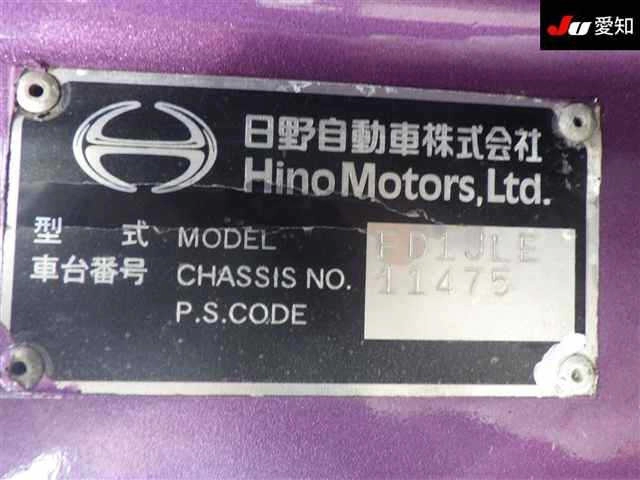 JU 愛知
日野自動車株式会社
Hino Motors, Ltd.
型 式 MODEL FD1JLE
車台番号 CHASSIS NO. 11475
P.S.CODE